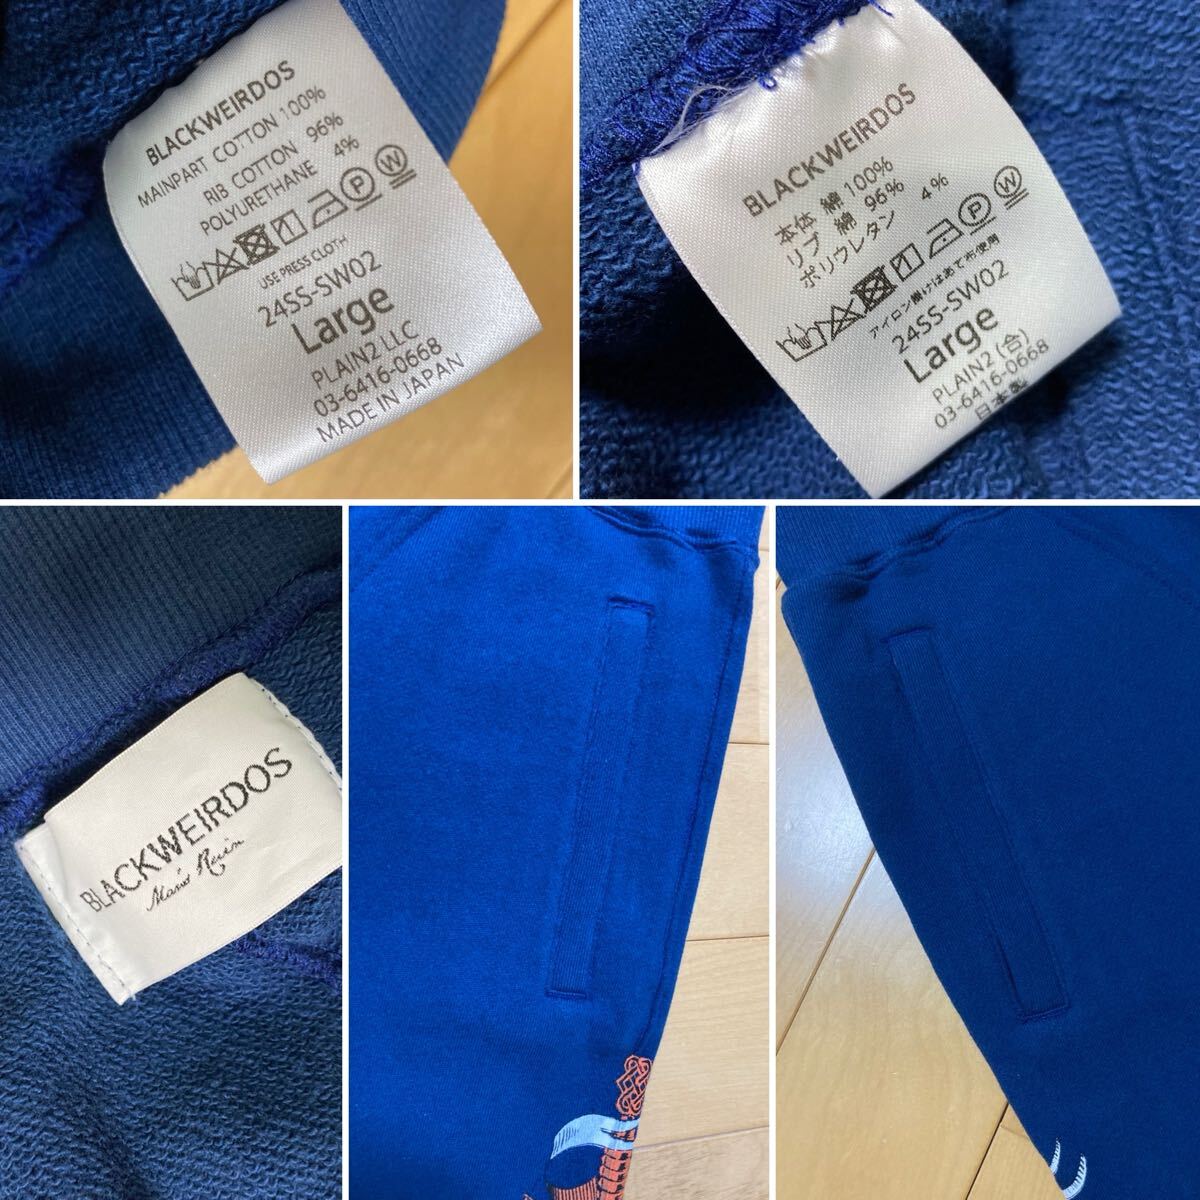 BLACKWEIRDOS
MAINPART COTTON 100%
RIB COTTON 96%
POLYURETHANE 4%
P W
USE PRESS CLOTH
24SS-SW02
Large
PLAIN2 LLC
03-6416-0668
MADE IN JAPAN
BLACKWEIRDOS
本体 綿 100%
リブ 綿 96%
ポリウレタン 4%
P W
アイロン掛けはあて布使用
24SS-SW02
Large
PLAIN2 (合)
03-6416-0668
日本製
BLACKWEIRDOS